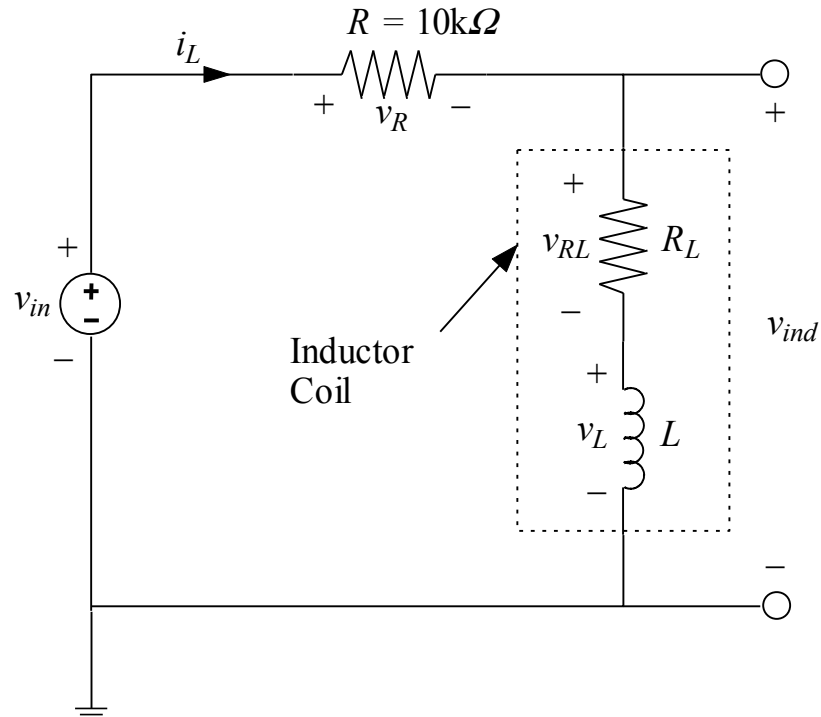 R = 10kΩ
i_L
+ v_R −
+
+
v_RL R_L
+
v_in + −
−
−
v_ind
Inductor
Coil
+
v_L L
−
−